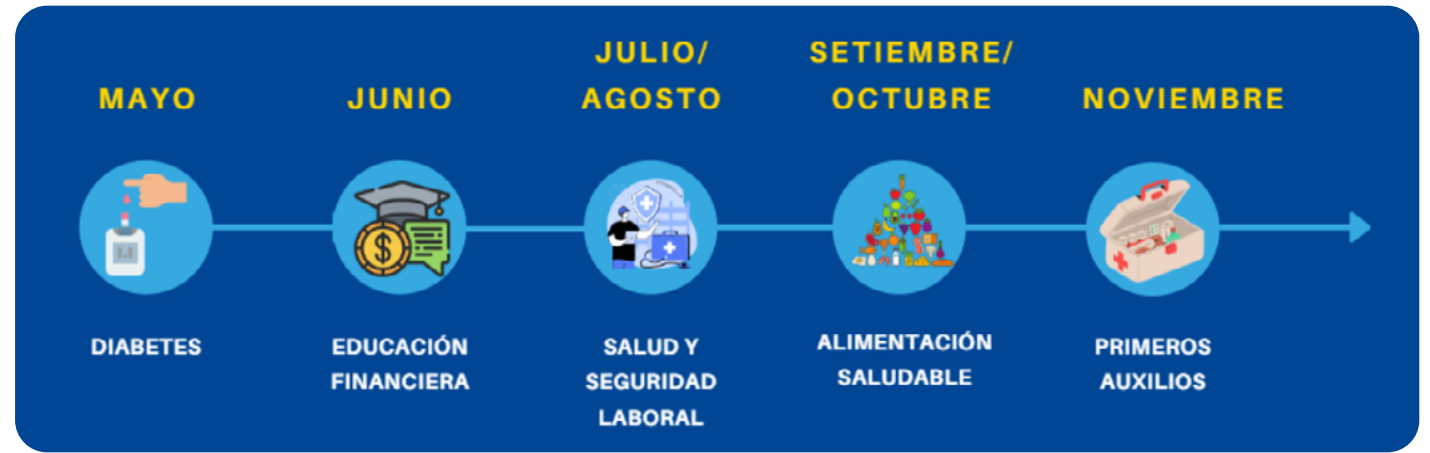 MAYO
DIABETES
JUNIO
EDUCACIÓN
FINANCIERA
JULIO/
AGOSTO
SALUD Y
SEGURIDAD
LABORAL
SETIEMBRE/
OCTUBRE
ALIMENTACIÓN
SALUDABLE
NOVIEMBRE
PRIMEROS
AUXILIOS